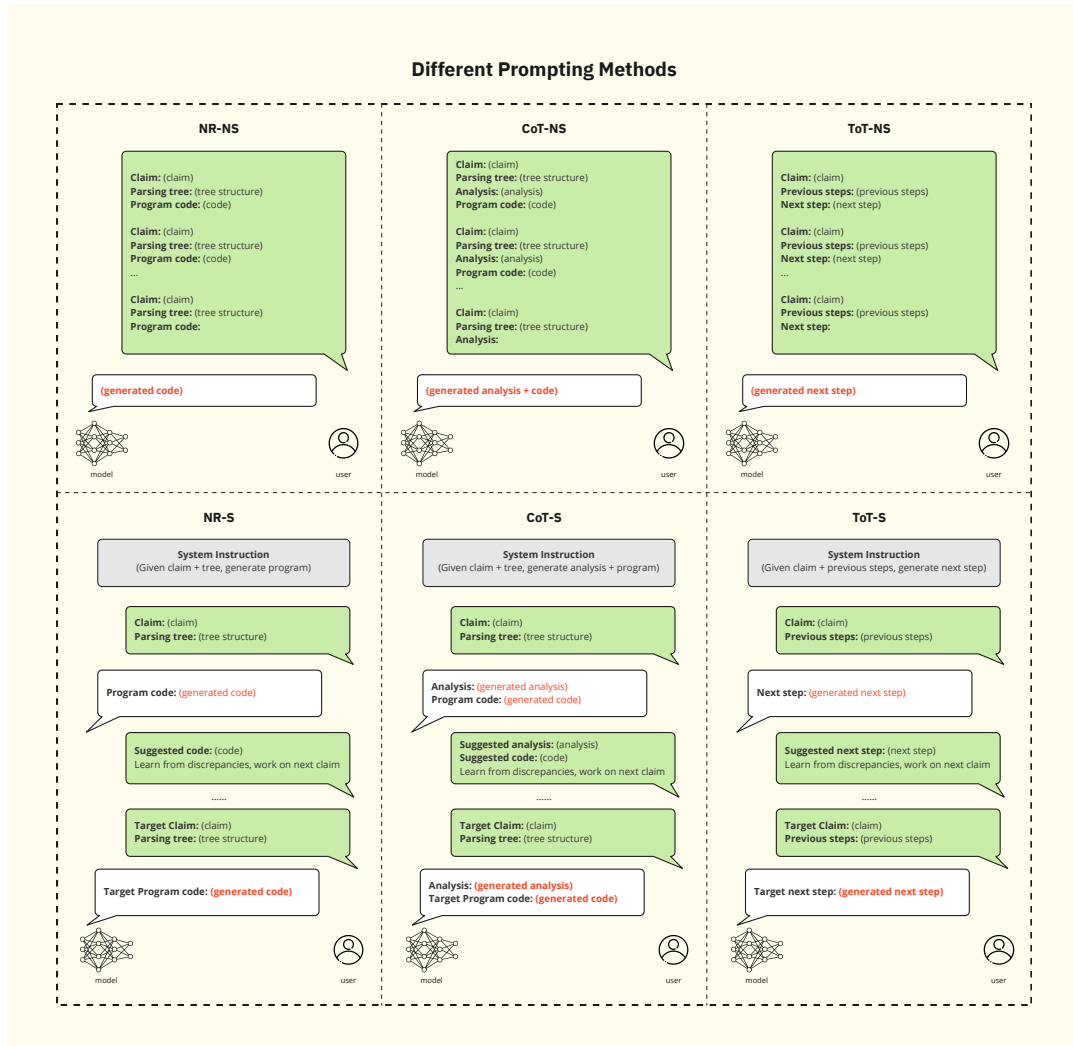 Different Prompting Methods
NR-NS
Claim: (claim)
Parsing tree: (tree structure)
Program code: (code)
Claim: (claim)
Parsing tree: (tree structure)
Program code: (code)
...
Claim: (claim)
Parsing tree: (tree structure)
Program code:
(generated code)
model
user
CoT-NS
Claim: (claim)
Parsing tree: (tree structure)
Analysis: (analysis)
Program code: (code)
Claim: (claim)
Parsing tree: (tree structure)
Analysis: (analysis)
Program code: (code)
...
Claim: (claim)
Parsing tree: (tree structure)
Analysis:
(generated analysis + code)
model
user
ToT-NS
Claim: (claim)
Previous steps: (previous steps)
Next step: (next step)
Claim: (claim)
Previous steps: (previous steps)
Next step: (next step)
...
Claim: (claim)
Previous steps: (previous steps)
Next step:
(generated next step)
model
user
NR-S
System Instruction
(Given claim + tree, generate program)
Claim: (claim)
Parsing tree: (tree structure)
Program code: (generated code)
Suggested code: (code)
Learn from discrepancies, work on next claim
......
Target Claim: (claim)
Parsing tree: (tree structure)
Target Program code: (generated code)
model
user
CoT-S
System Instruction
(Given claim + tree, generate analysis + program)
Claim: (claim)
Parsing tree: (tree structure)
Analysis: (generated analysis)
Program code: (generated code)
Suggested analysis: (analysis)
Suggested code: (code)
Learn from discrepancies, work on next claim
......
Target Claim: (claim)
Parsing tree: (tree structure)
Analysis: (generated analysis)
Target Program code: (generated code)
model
user
ToT-S
System Instruction
(Given claim + previous steps, generate next step)
Claim: (claim)
Previous steps: (previous steps)
Next step: (generated next step)
Suggested next step: (next step)
Learn from discrepancies, work on next claim
......
Target Claim: (claim)
Previous steps: (previous steps)
Target next step: (generated next step)
model
user